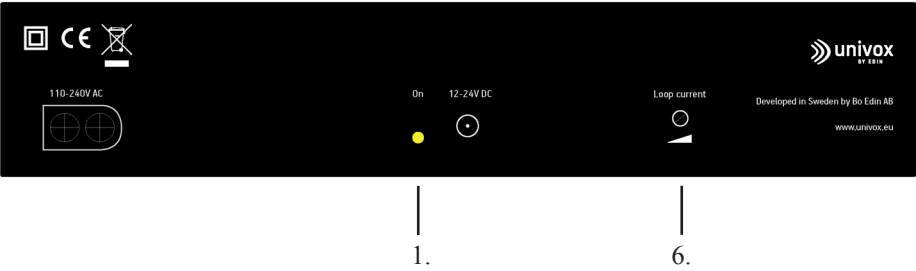 CE
univox
BY EDIN
110-240V AC
On
12-24V DC
Loop current
Developed in Sweden by Bo Edin AB
www.univox.eu
1.
6.